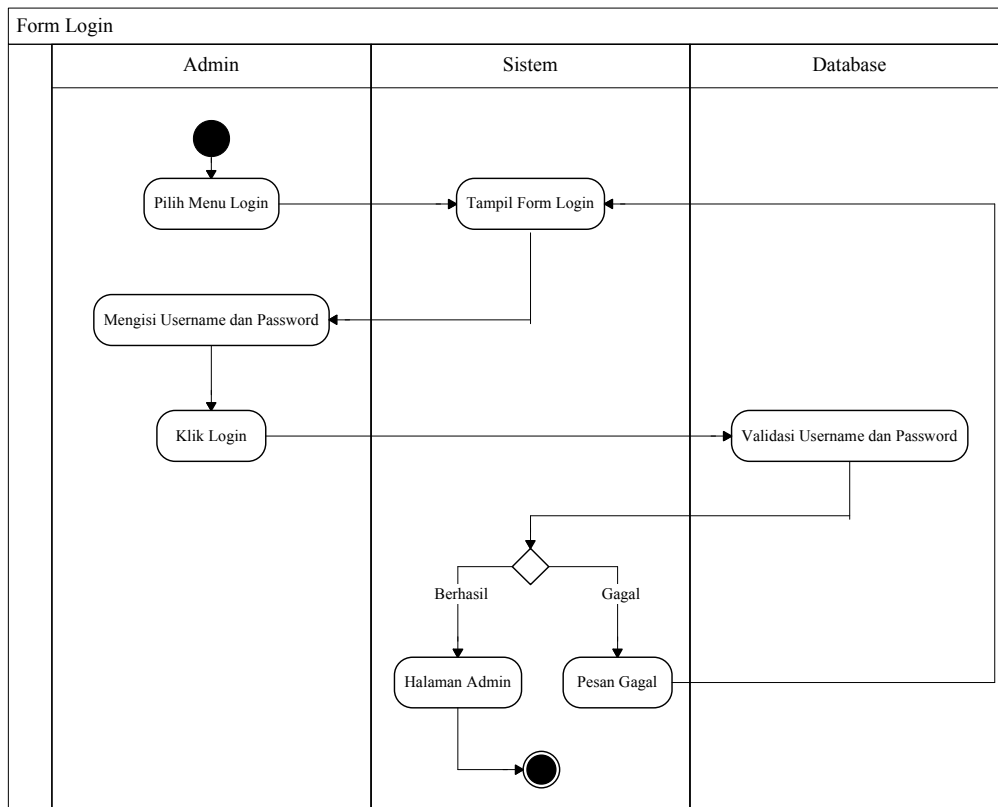 Form Login
Admin
Sistem
Database
Pilih Menu Login
Tampil Form Login
Mengisi Username dan Password
Klik Login
Validasi Username dan Password
Berhasil
Gagal
Halaman Admin
Pesan Gagal